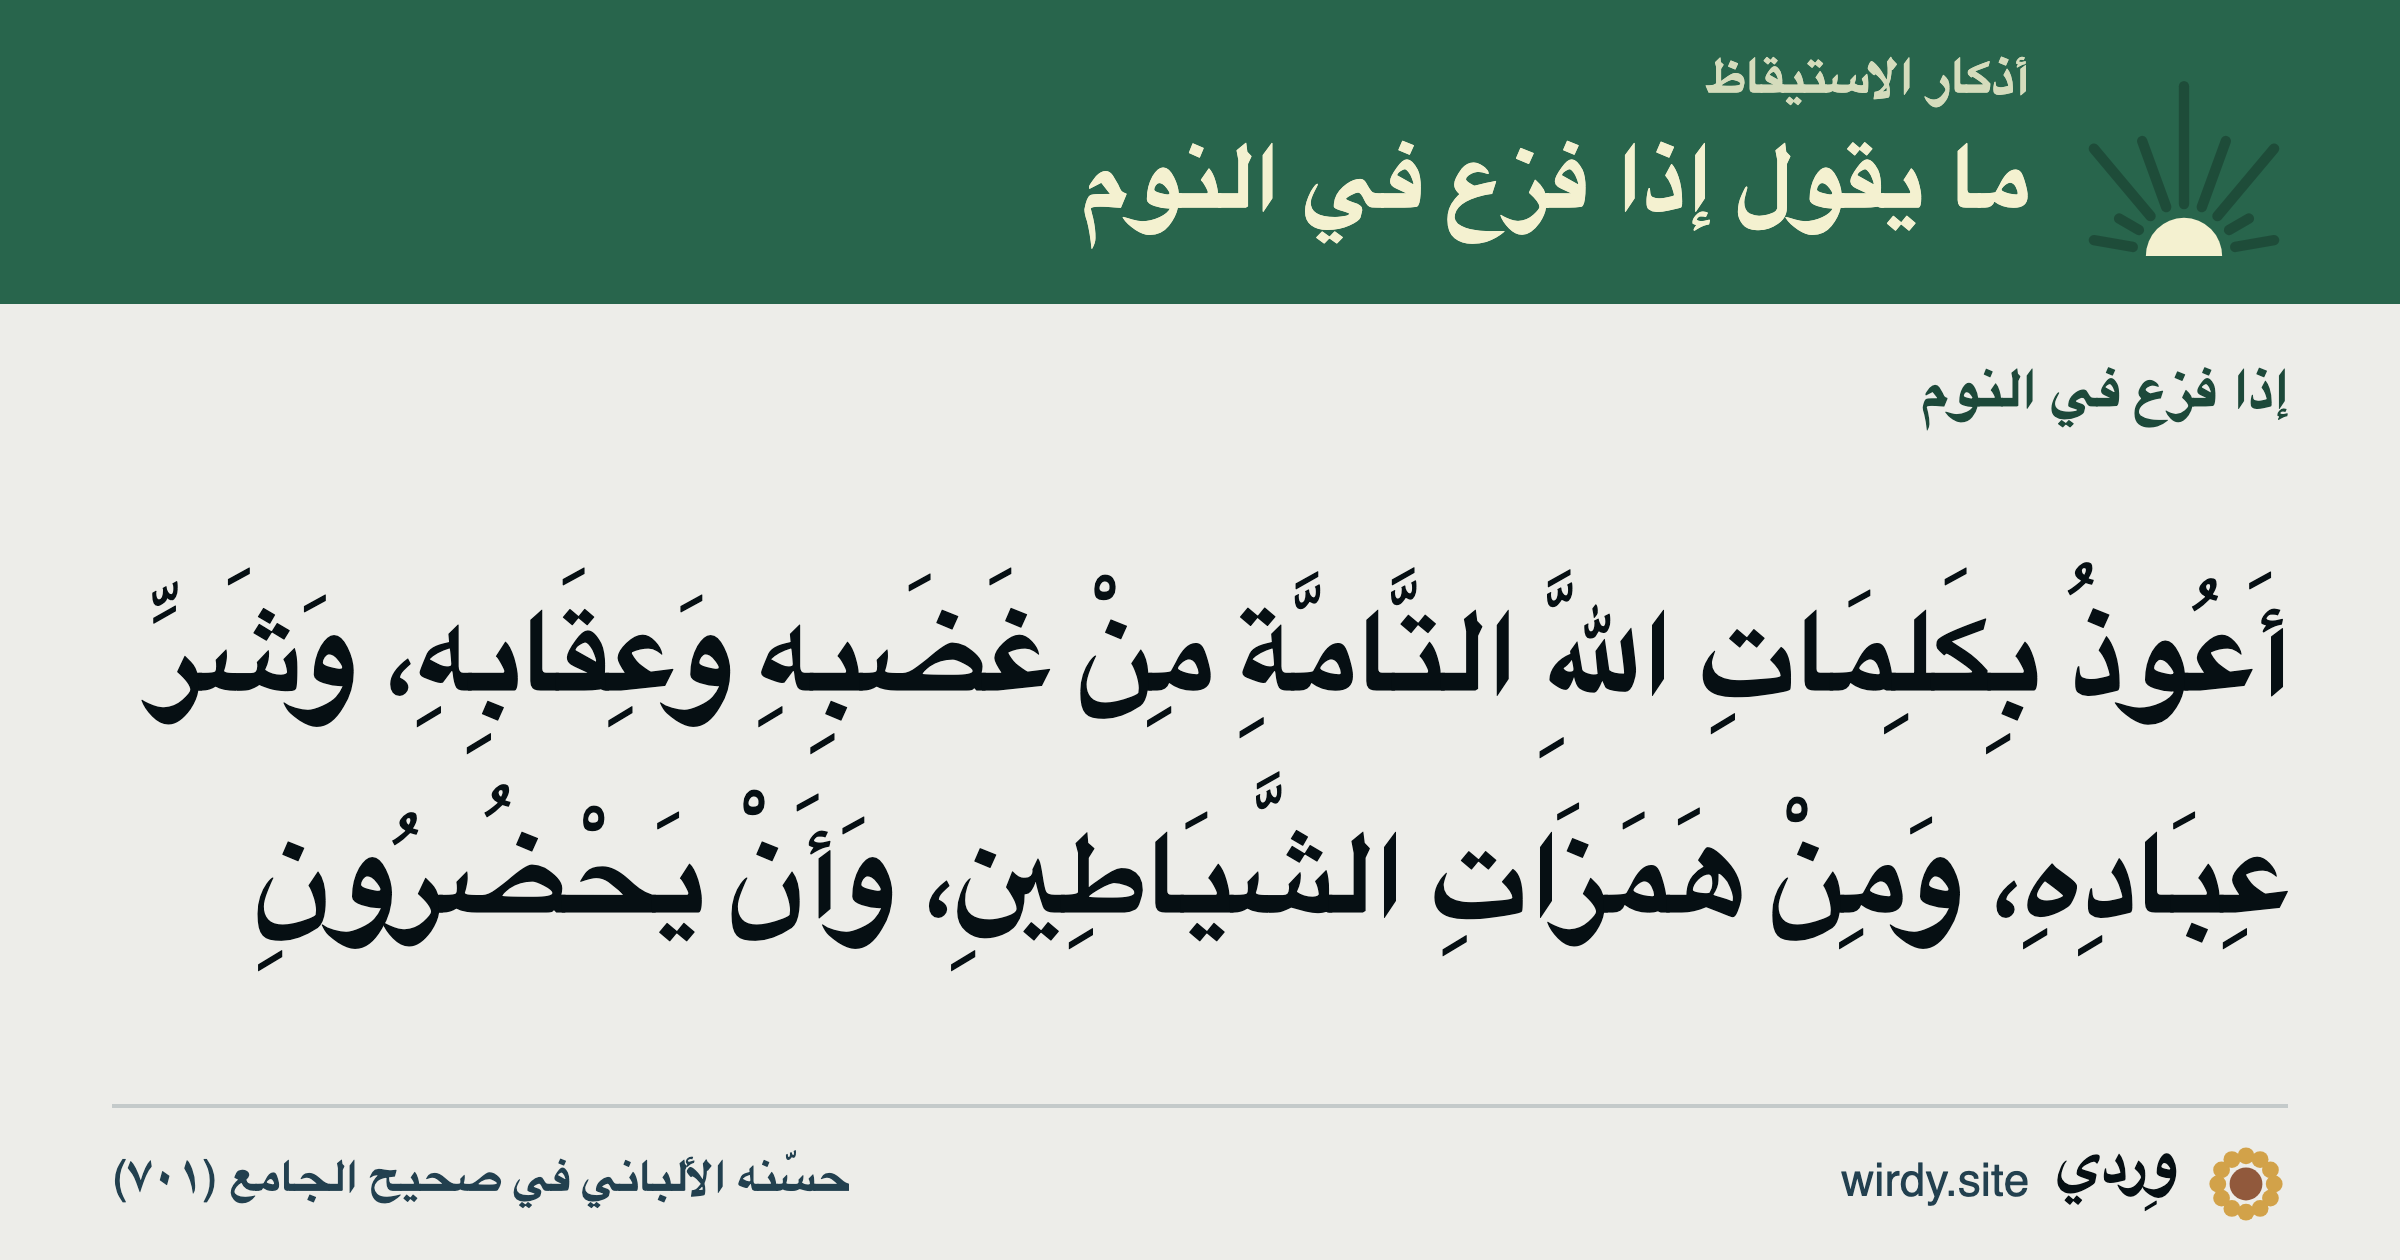 أذكار الاستيقاظ
ما يقول إذا فزع في النوم
إذا فزع في النوم
أَعُوذُ بِكَلِمَاتِ اللَّهِ التَّامَّةِ مِنْ غَضَبِهِ وَعِقَابِهِ، وَشَرِّ
عِبَادِهِ، وَمِنْ هَمَزَاتِ الشَّيَاطِينِ، وَأَنْ يَحْضُرُونِ
وِردي wirdy.site
حسّنه الألباني في صحيح الجامع (٧٠١)